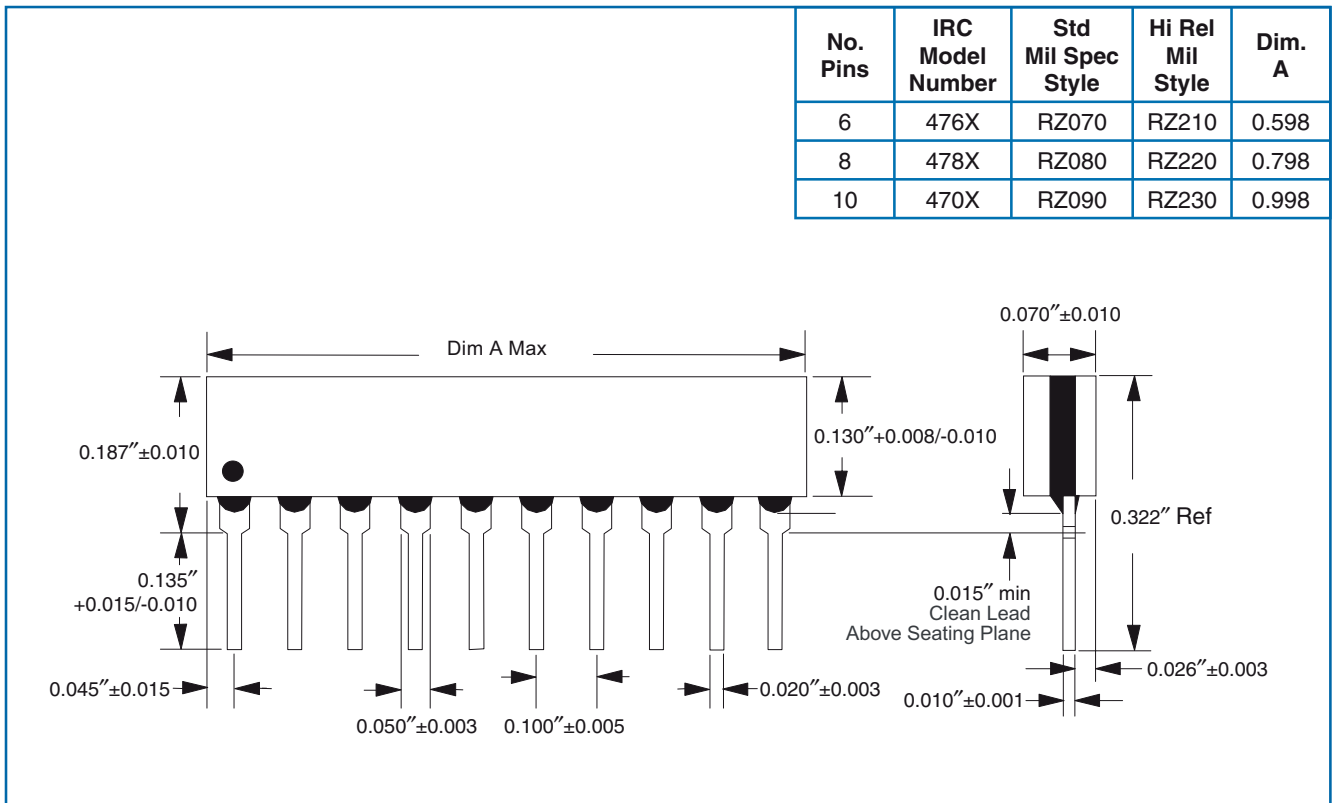 No. Pins IRC Model Number Std Mil Spec Style Hi Rel Mil Style Dim. A
6 476X RZ070 RZ210 0.598
8 478X RZ080 RZ220 0.798
10 470X RZ090 RZ230 0.998
0.070″±0.010
Dim A Max
0.187″±0.010
0.130″+0.008/-0.010
0.322″ Ref
0.135″
+0.015/-0.010
0.015″ min
Clean Lead
Above Seating Plane
0.045″±0.015
0.050″±0.003
0.100″±0.005
0.020″±0.003
0.010″±0.001
0.026″±0.003